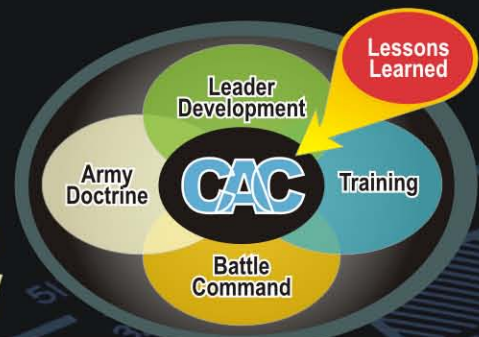 Lessons
Learned
Leader
Development
Army
Doctrine
CAC
Training
Battle
Command